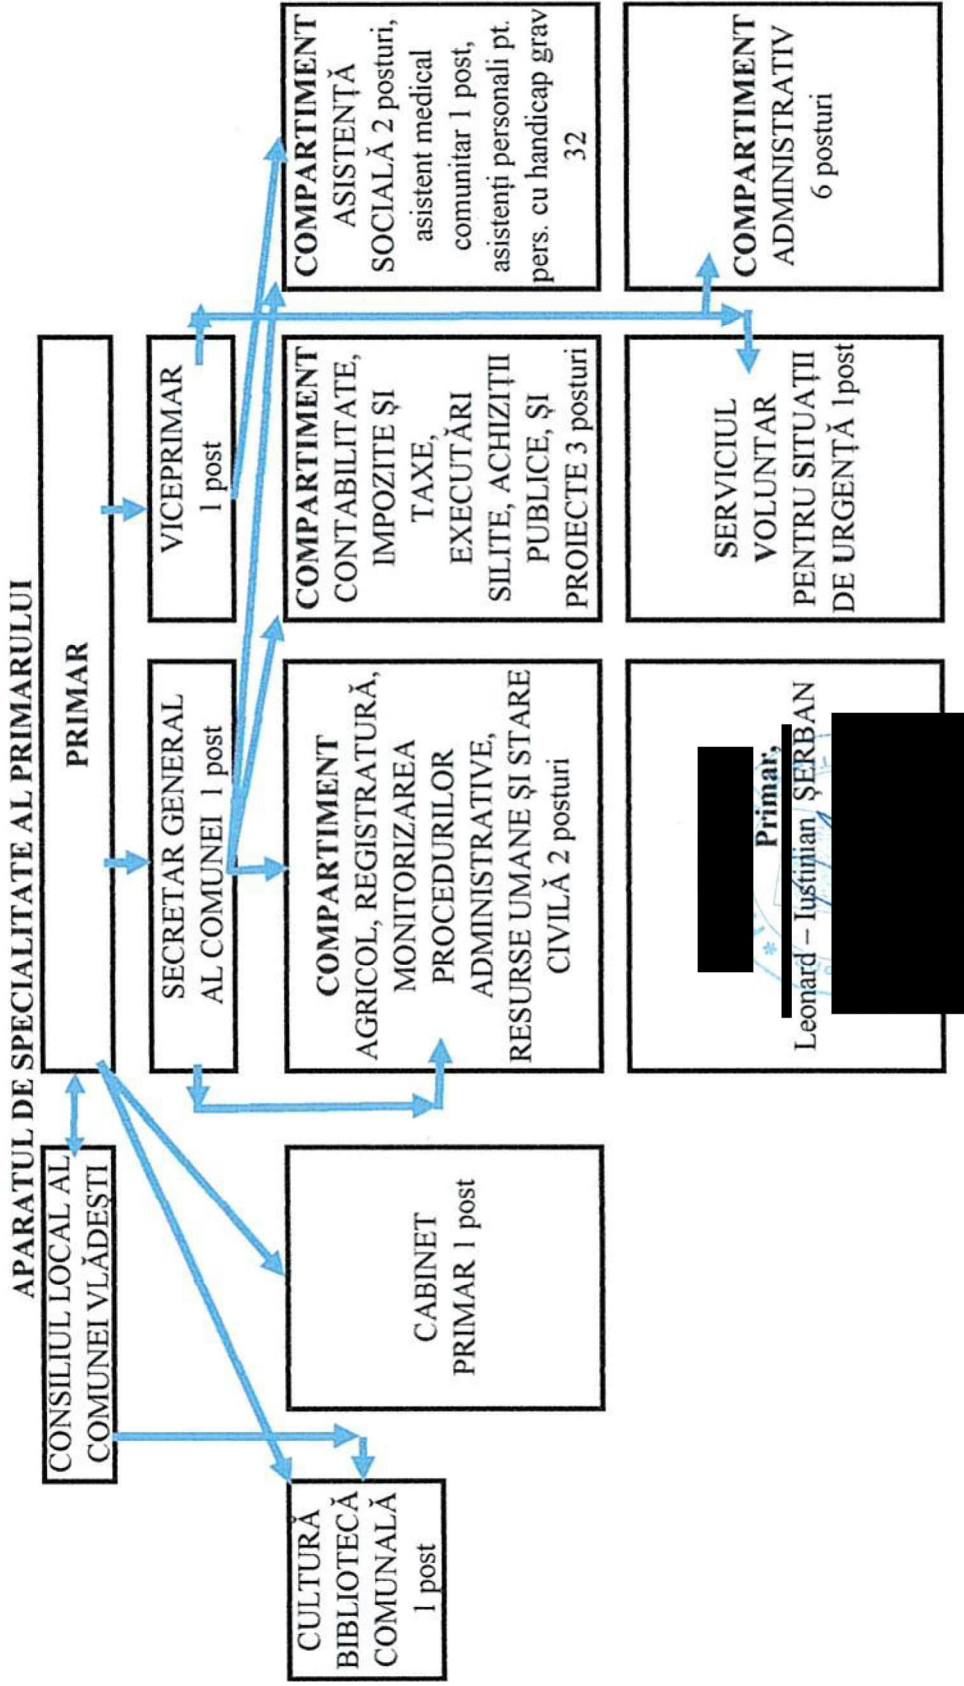 APARATUL DE SPECIALITATE AL PRIMARULUI
CONSILIUL LOCAL AL
COMUNEI VLĂDEȘTI
PRIMAR
SECRETAR GENERAL
AL COMUNEI 1 post
VICEPRIMAR
1 post
CULTURĂ
BIBLIOTECĂ
COMUNALĂ
1 post
CABINET
PRIMAR 1 post
COMPARTIMENT
AGRICOL, REGISTRATURĂ,
MONITORIZAREA
PROCEDURILOR
ADMINISTRATIVE,
RESURSE UMANE ȘI STARE
CIVILĂ 2 posturi
COMPARTIMENT
CONTABILITATE,
IMPOZITE ȘI
TAXE,
EXECUTĂRI
SILITE, ACHIZIȚII
PUBLICE, ȘI
PROIECTE 3 posturi
COMPARTIMENT
ASISTENȚĂ
SOCIALĂ 2 posturi,
asistent medical
comunitar 1 post,
asistenți personali pt.
pers. cu handicap grav
32
Primar,
Leonard – Iustinian ȘERBAN
SERVICIUL
VOLUNTAR
PENTRU SITUAȚII
DE URGENȚĂ 1post
COMPARTIMENT
ADMINISTRATIV
6 posturi